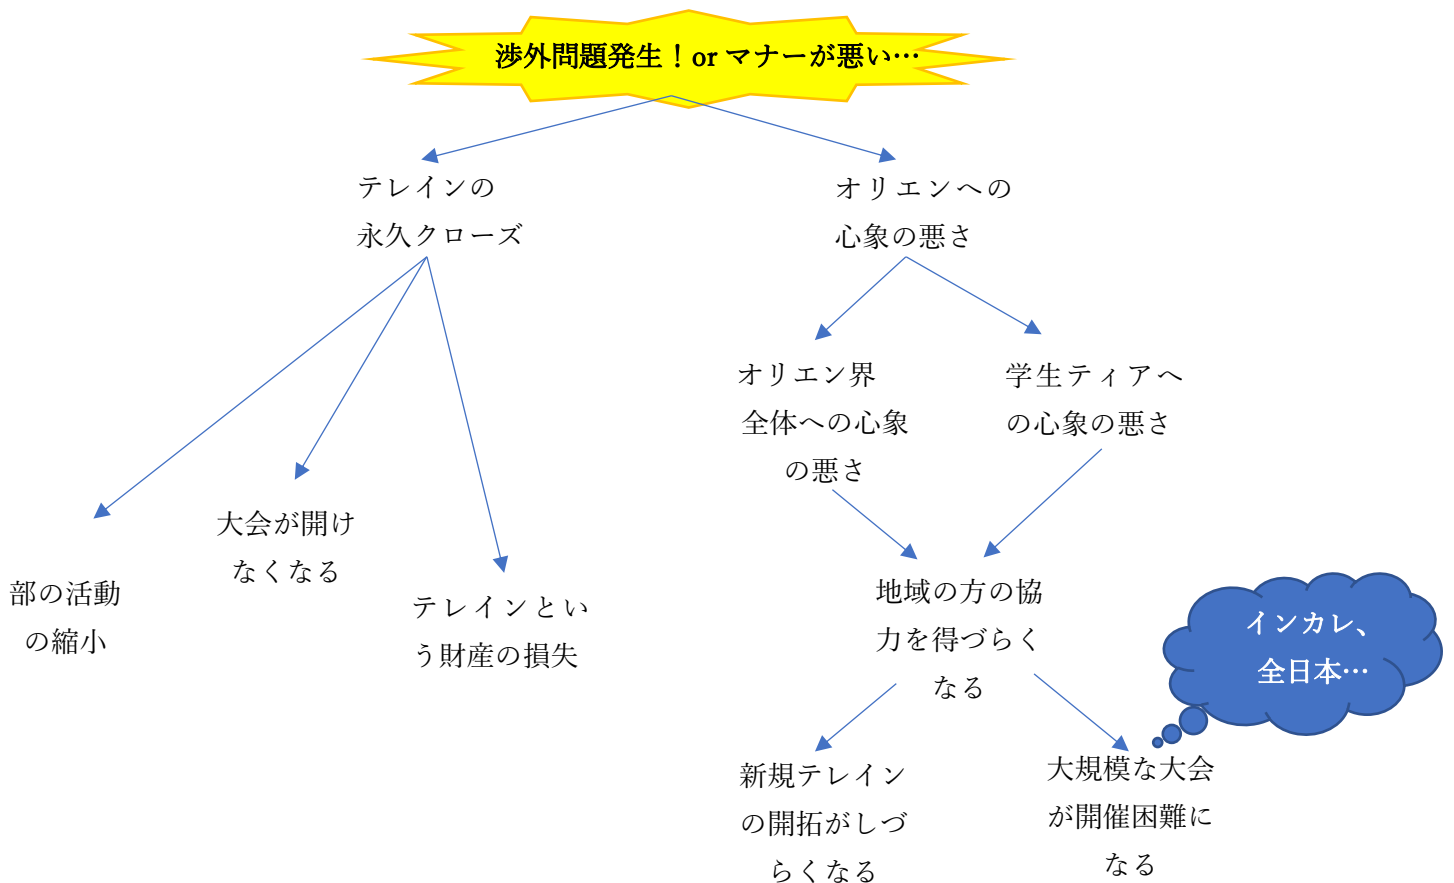 渉外問題発生！or マナーが悪い…
テレインの
永久クローズ
オリエンへの
心象の悪さ
オリエン界
全体への心象
の悪さ
学生ティアへ
の心象の悪さ
部の活動
の縮小
大会が開け
なくなる
テレインとい
う財産の損失
地域の方の協
力を得づらく
なる
インカレ、
全日本…
新規テレイン
の開拓がしづ
らくなる
大規模な大会
が開催困難に
なる